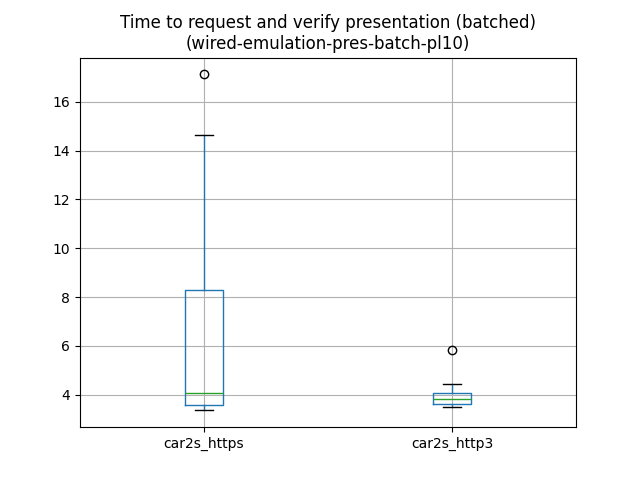 Time to request and verify presentation (batched)
(wired-emulation-pres-batch-pl10)
16
14
12
10
8
6
4
car2s_https
car2s_http3